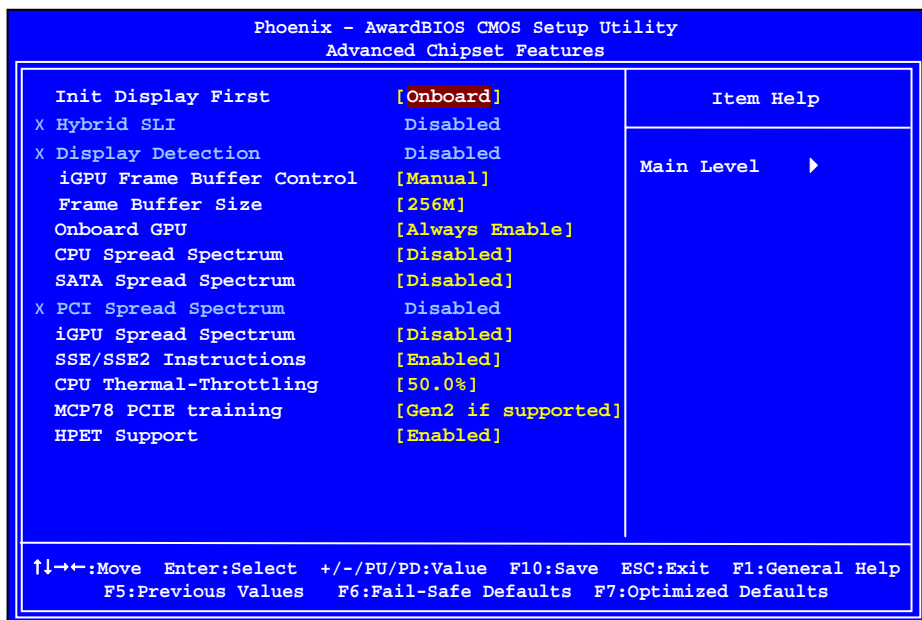 Phoenix – AwardBIOS CMOS Setup Utility
Advanced Chipset Features
Init Display First [Onboard] Item Help
X Hybrid SLI Disabled
X Display Detection Disabled
Main Level ▶
iGPU Frame Buffer Control [Manual]
Frame Buffer Size [256M]
Onboard GPU [Always Enable]
CPU Spread Spectrum [Disabled]
SATA Spread Spectrum [Disabled]
X PCI Spread Spectrum Disabled
iGPU Spread Spectrum [Disabled]
SSE/SSE2 Instructions [Enabled]
CPU Thermal-Throttling [50.0%]
MCP78 PCIE training [Gen2 if supported]
HPET Support [Enabled]
↑↓→←:Move Enter:Select +/-/PU/PD:Value F10:Save ESC:Exit F1:General Help
F5:Previous Values F6:Fail-Safe Defaults F7:Optimized Defaults